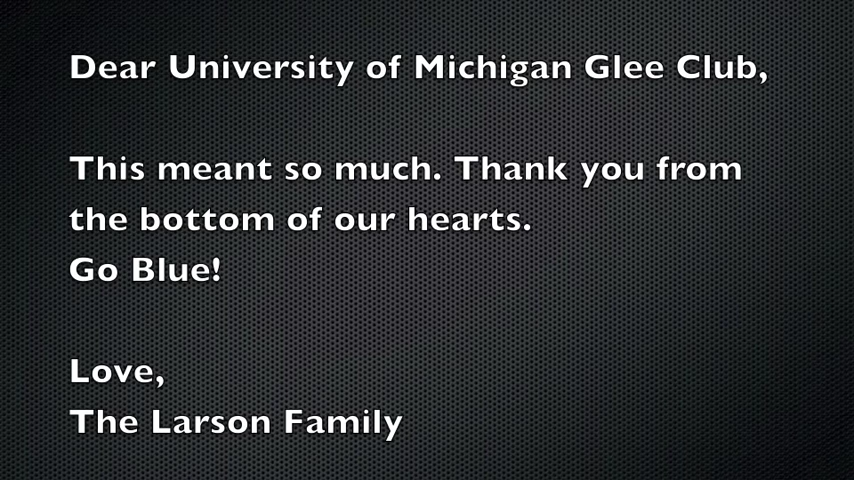 Dear University of Michigan Glee Club,
This meant so much. Thank you from
the bottom of our hearts.
Go Blue!
Love,
The Larson Family